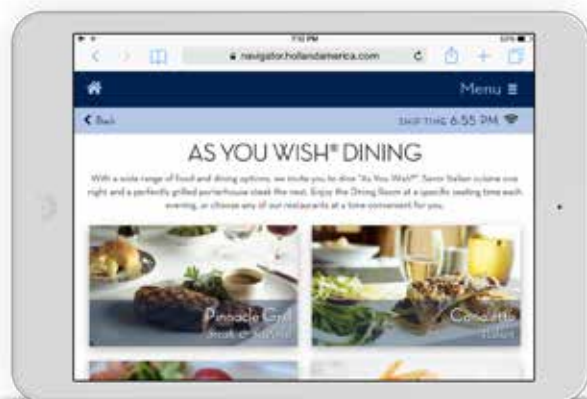 7:10 PM
navigator.hollandamerica.com
Menu
Back
SHIP TIME 6:55 PM
AS YOU WISH® DINING
With a wide range of food and dining options, we invite you to dine "As You Wish®". Savor Italian cuisine one
night and a perfectly grilled porterhouse steak the next. Enjoy the Dining Room at a specific seating time each
evening, or choose any of our restaurants at a time convenient for you.
Pinnacle Grill
Canaletto
Italian